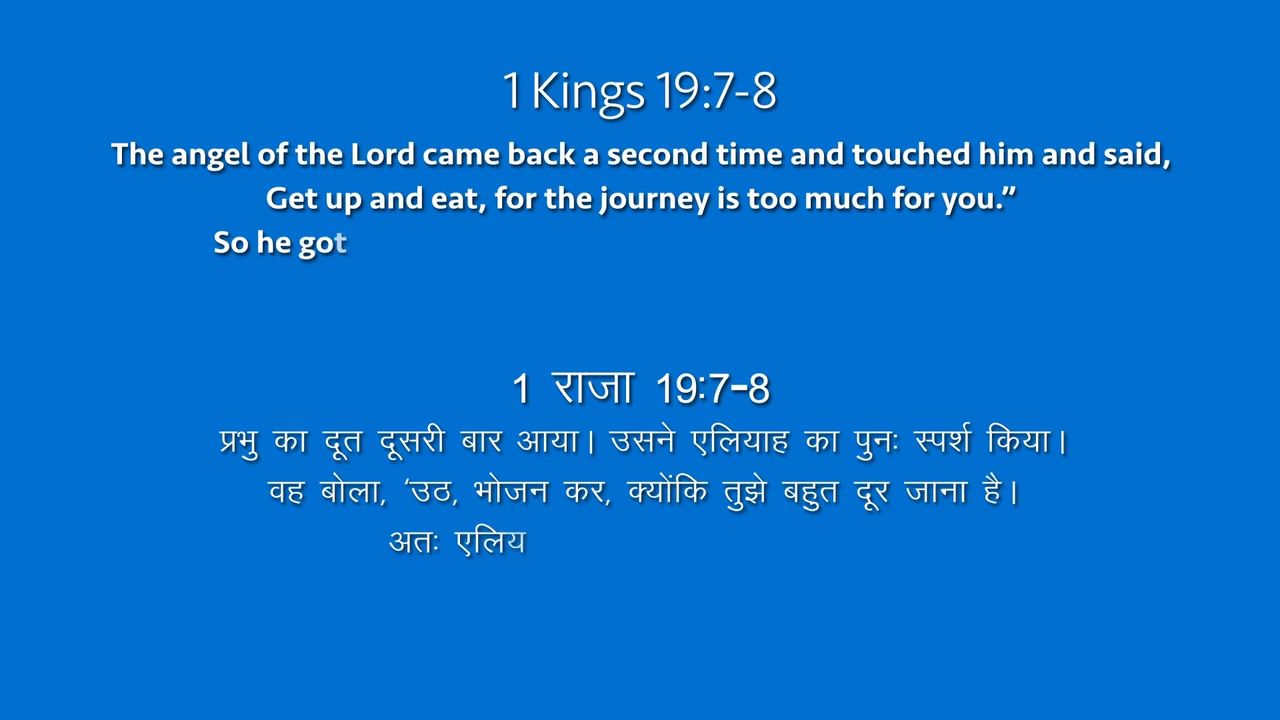 1 Kings 19:7-8
The angel of the Lord came back a second time and touched him and said,
Get up and eat, for the journey is too much for you.”
So he got
1 राजा 19:7-8
प्रभु का दूत दूसरी बार आया। उसने एलियाह का पुनः स्पर्श किया।
वह बोला, ‘उठ, भोजन कर, क्योंकि तुझे बहुत दूर जाना है।
अतः एलिय